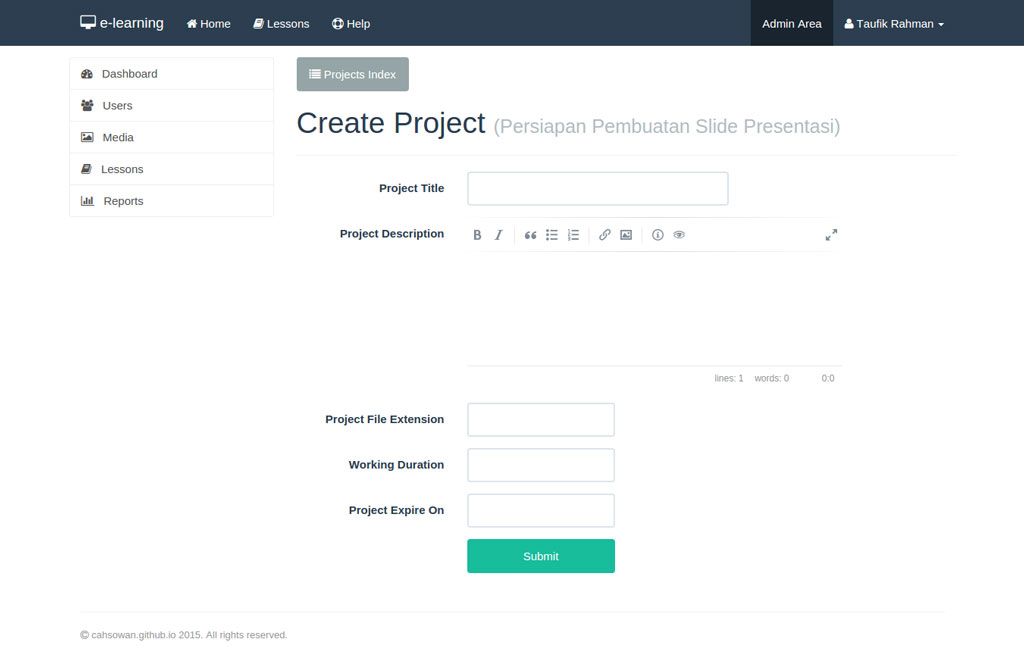 e-learning Home Lessons Help Admin Area Taufik Rahman
Dashboard
Users
Media
Lessons
Reports
Projects Index
Create Project (Persiapan Pembuatan Slide Presentasi)
Project Title
Project Description
lines: 1 words: 0 0:0
Project File Extension
Working Duration
Project Expire On
Submit
© cahsowan.github.io 2015. All rights reserved.